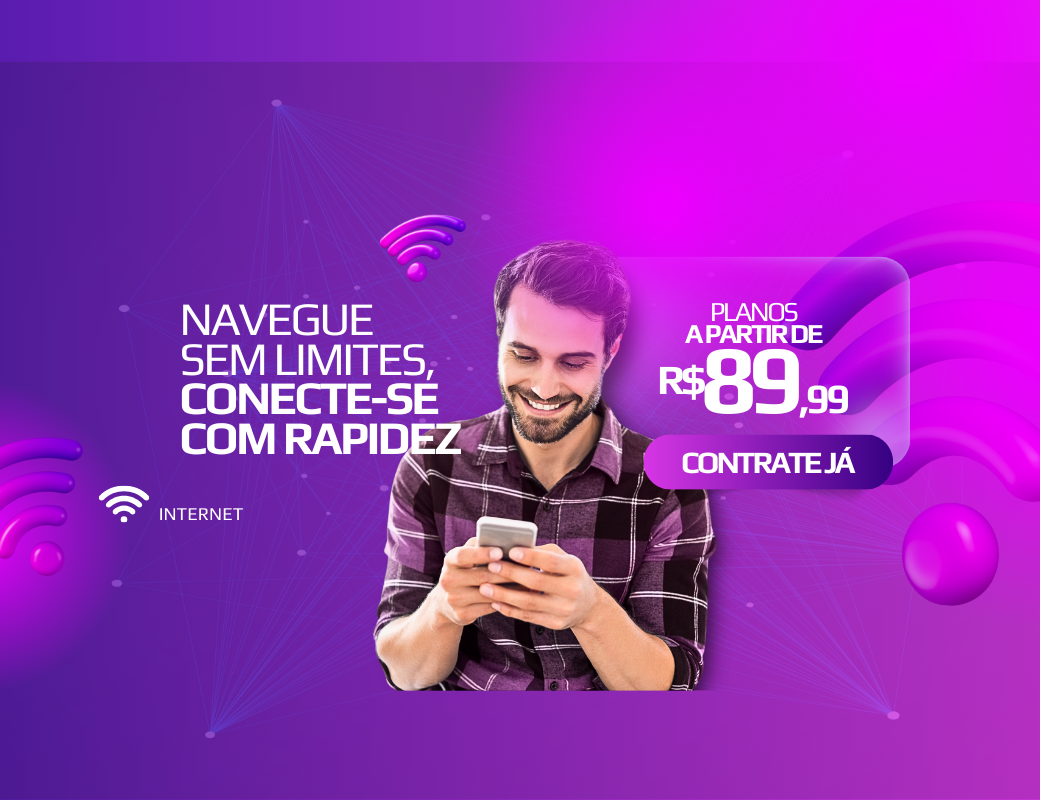 NAVEGUE
SEM LIMITES,
CONECTE-SE
COM RAPIDEZ
INTERNET
PLANOS
A PARTIR DE
R$89,99
CONTRATE JÁ